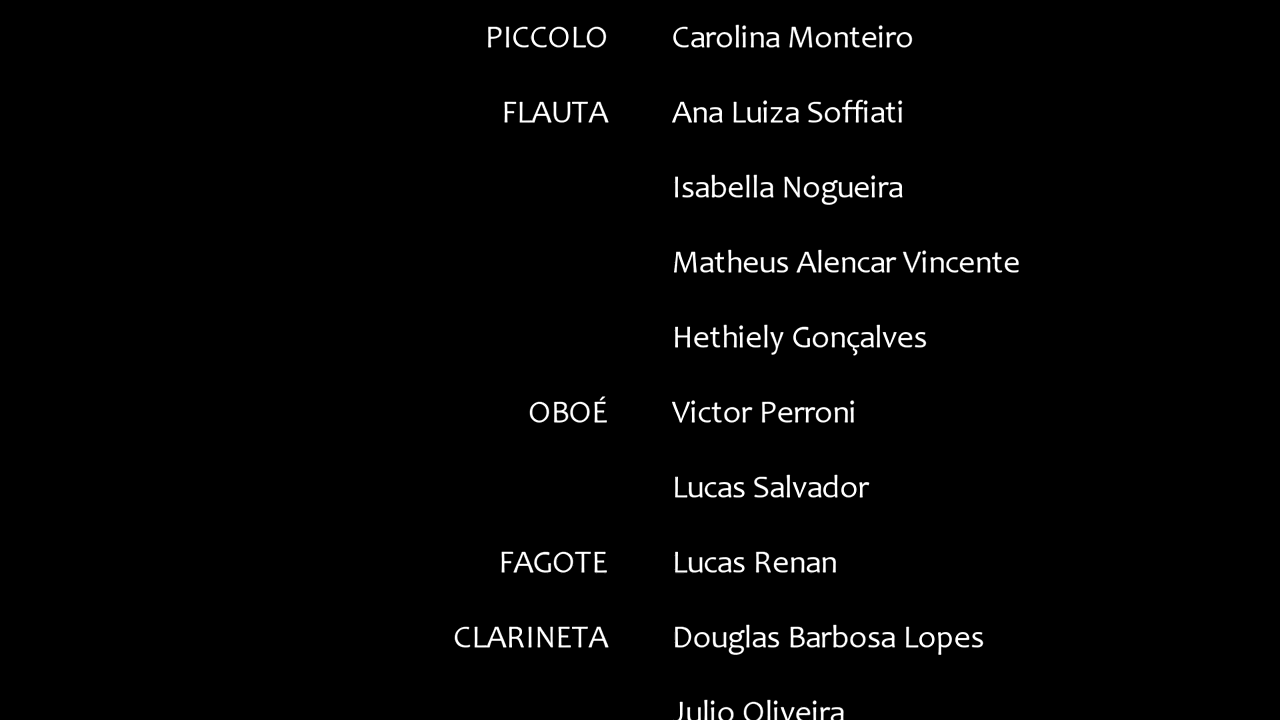 PICCOLO Carolina Monteiro
FLAUTA Ana Luiza Soffiati
Isabella Nogueira
Matheus Alencar Vincente
Hethiely Gonçalves
OBOÉ Victor Perroni
Lucas Salvador
FAGOTE Lucas Renan
CLARINETA Douglas Barbosa Lopes
Julio Oliveira